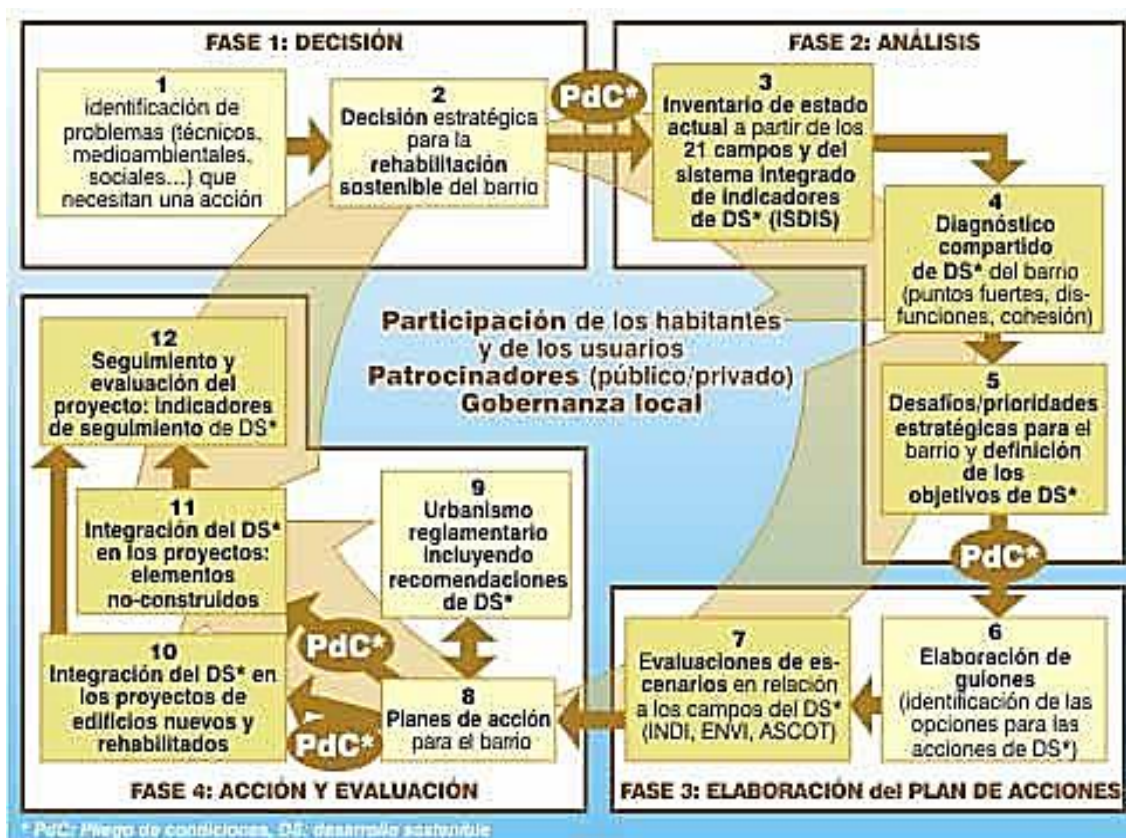 FASE 1: DECISIÓN
1
identificación de
problemas (técnicos,
medioambientales,
sociales...) que
necesitan una acción
2
Decisión estratégica
para la
rehabilitación
sostenible del barrio
PdC*
FASE 2: ANÁLISIS
3
Inventario de estado
actual a partir de los
21 campos y del
sistema integrado
de indicadores
de DS* (ISDIS)
4
Diagnóstico
compartido
de DS* del barrio
(puntos fuertes, dis-
funciones, cohesión)
5
Desafíos/prioridades
estratégicas para el
barrio y definición
de los
objetivos de DS*
PdC*
Participación de los habitantes
y de los usuarios
Patrocinadores (público/privado)
Gobernanza local
6
Elaboración de
guiones
(identificación de las
opciones para las
acciones de DS*)
7
Evaluaciones de es-
cenarios en relación
a los campos del DS*
(INDI, ENVI, ASCOT)
FASE 3: ELABORACIÓN del PLAN DE ACCIONES
8
Planes de acción
para el barrio
9
Urbanismo
reglamentario
incluyendo
recomendaciones
de DS*
PdC*
PdC*
10
Integración del DS* en
los proyectos de
edificios nuevos y
rehabilitados
11
Integración del DS*
en los proyectos:
elementos
no-construidos
12
Seguimiento y
evaluación del
proyecto: indicadores
de seguimiento de DS*
FASE 4: ACCIÓN Y EVALUACIÓN
* PdC: Pliego de condiciones, DS: desarrollo sostenible